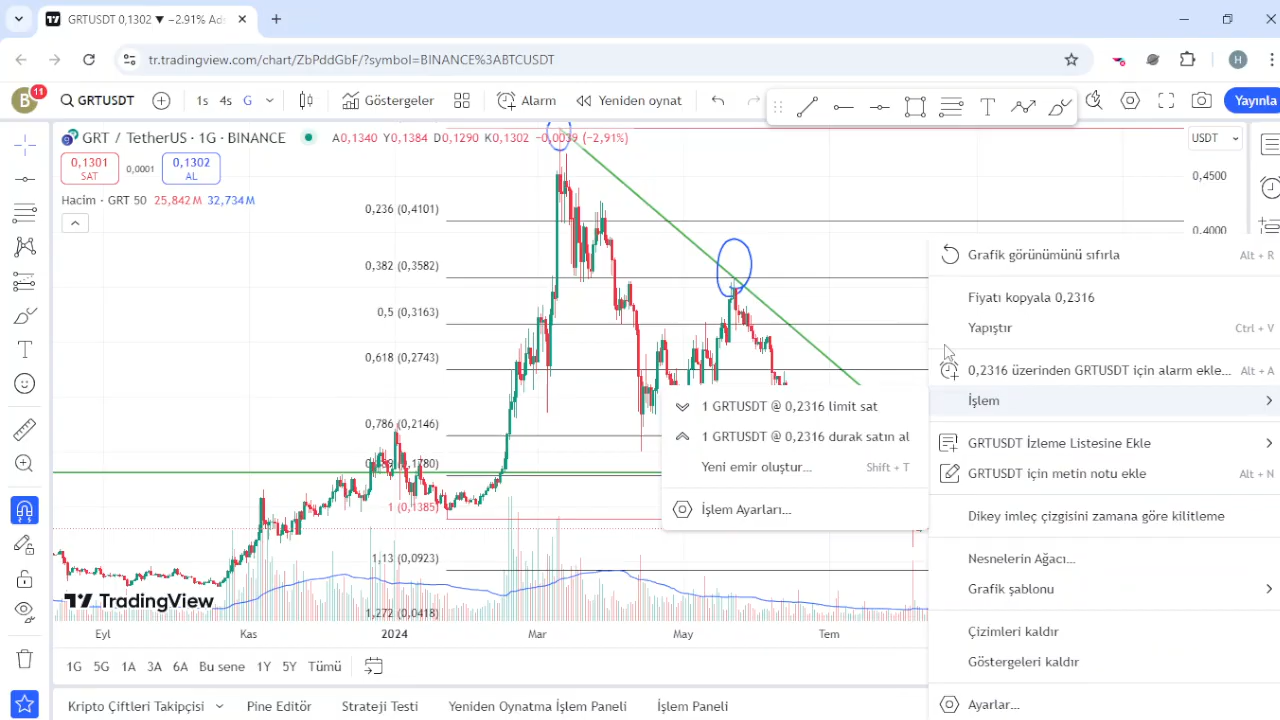 GRTUSDT 0,1302 ▼ −2.91% Ad
tr.tradingview.com/chart/ZbPddGbF/?symbol=BINANCE%3ABTCUSDT
H
B
11
GRTUSDT
1s 4s G
Göstergeler
Alarm
Yeniden oynat
Yayınla
GRT / TetherUS · 1G · BINANCE
A0,1340 Y0,1384 D0,1290 K0,1302 −0,0039 (−2,91%)
USDT
0,1301
SAT
0,0001
0,1302
AL
Hacim · GRT 50 25,842M 32,734M
0,4500
0,4000
0,236 (0,4101)
0,382 (0,3582)
0,5 (0,3163)
0,618 (0,2743)
0,786 (0,2146)
1 (0,1385)
1,13 (0,0923)
1,272 (0,0418)
Grafik görünümünü sıfırla Alt + R
Fiyatı kopyala 0,2316
Yapıştır Ctrl + V
0,2316 üzerinden GRTUSDT için alarm ekle... Alt + A
İşlem
GRTUSDT İzleme Listesine Ekle
GRTUSDT için metin notu ekle Alt + N
Dikey imleç çizgisini zamana göre kilitleme
Nesnelerin Ağacı...
Grafik şablonu
Çizimleri kaldır
Göstergeleri kaldır
Ayarlar...
1 GRTUSDT @ 0,2316 limit sat
1 GRTUSDT @ 0,2316 durak satın al
Yeni emir oluştur... Shift + T
İşlem Ayarları...
TradingView
Eyl Kas 2024 Mar May Tem
1G 5G 1A 3A 6A Bu sene 1Y 5Y Tümü
Kripto Çiftleri Takipçisi Pine Editör Strateji Testi Yeniden Oynatma İşlem Paneli İşlem Paneli